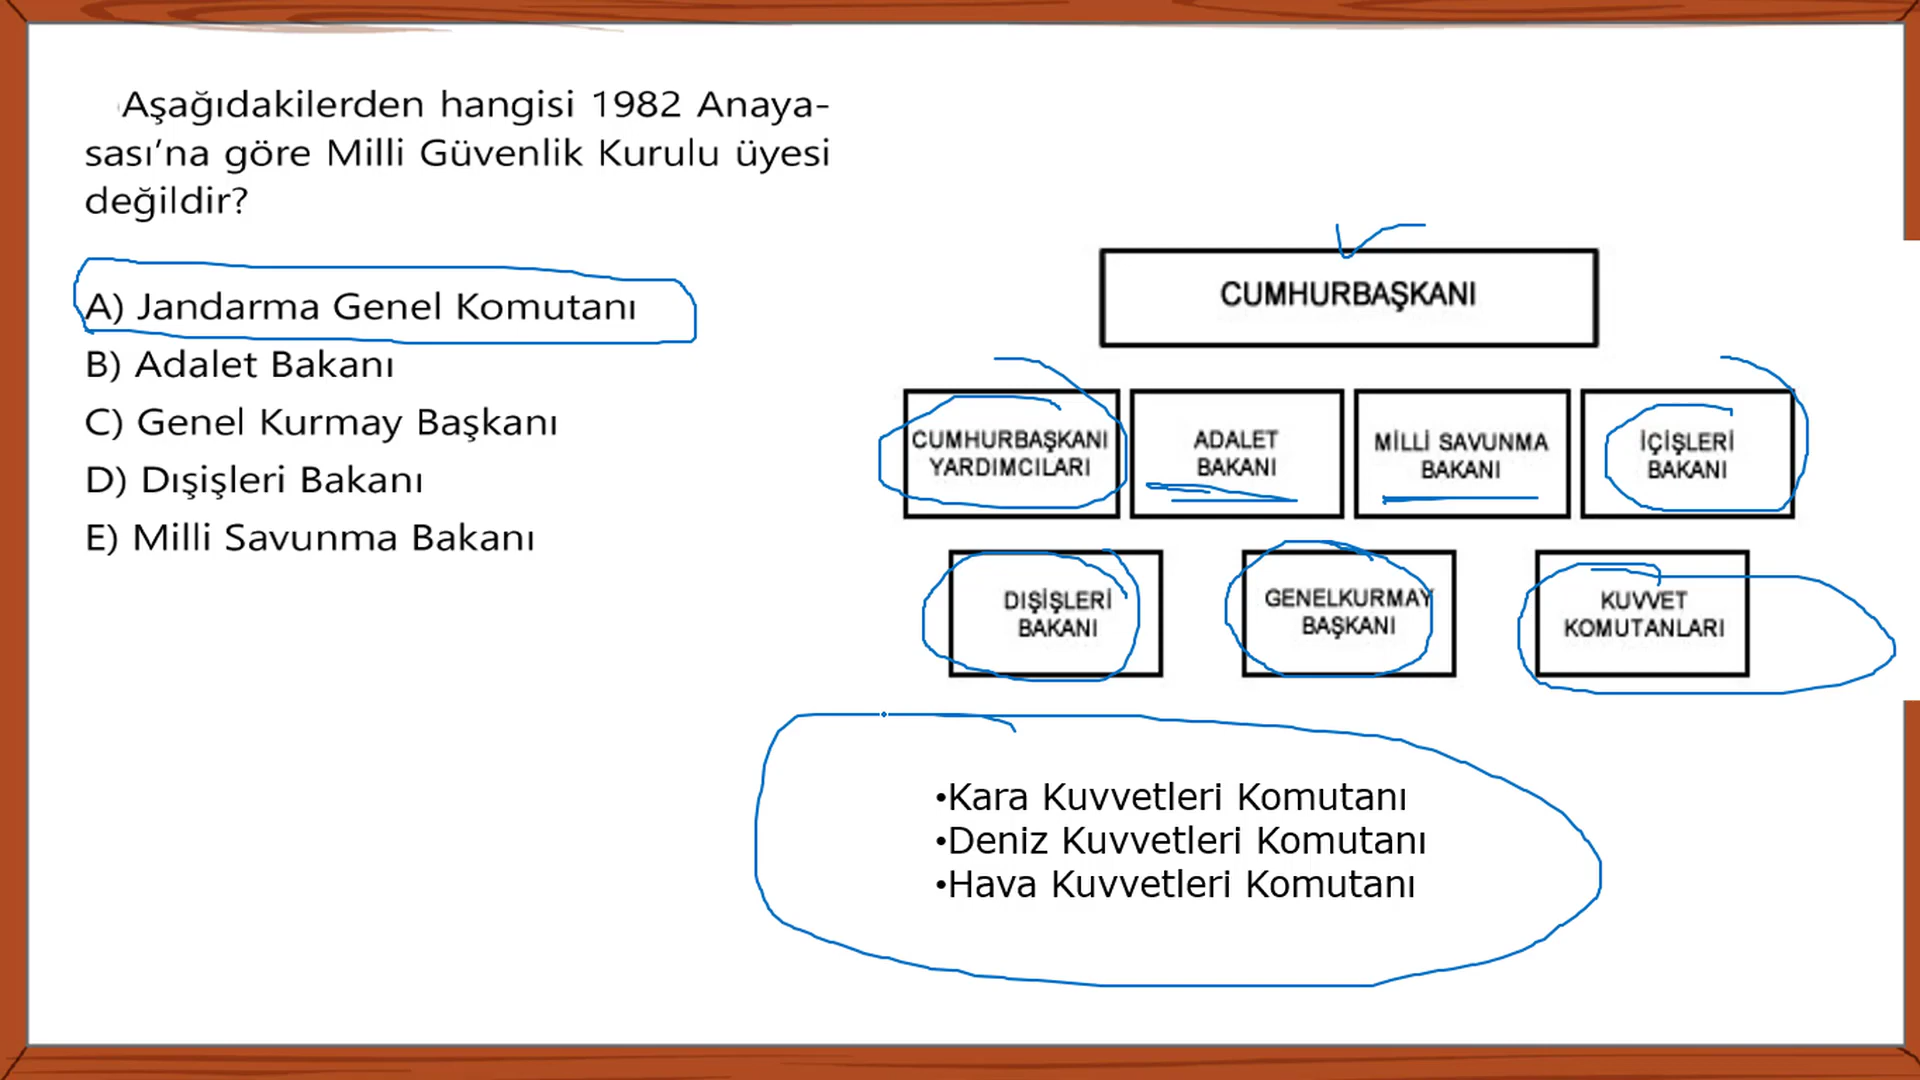 Aşağıdakilerden hangisi 1982 Anaya-
sası’na göre Milli Güvenlik Kurulu üyesi
değildir?
A) Jandarma Genel Komutanı
B) Adalet Bakanı
C) Genel Kurmay Başkanı
D) Dışişleri Bakanı
E) Milli Savunma Bakanı
CUMHURBAŞKANI
CUMHURBAŞKANI
YARDIMCILARI
ADALET
BAKANI
MİLLİ SAVUNMA
BAKANI
İÇİŞLERİ
BAKANI
DIŞİŞLERİ
BAKANI
GENELKURMAY
BAŞKANI
KUVVET
KOMUTANLARI
•Kara Kuvvetleri Komutanı
•Deniz Kuvvetleri Komutanı
•Hava Kuvvetleri Komutanı